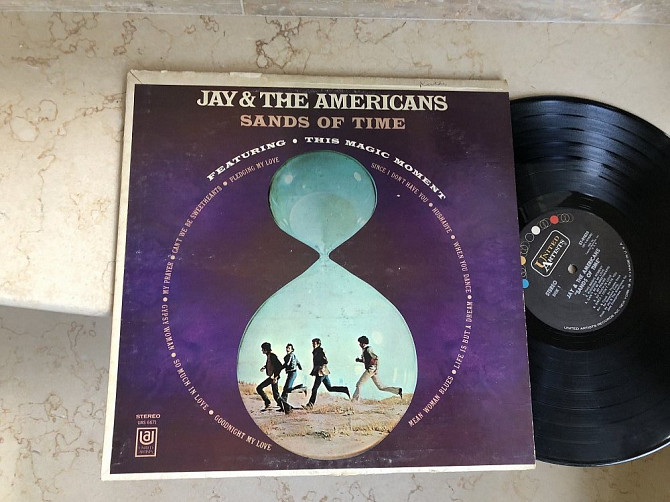 JAY & THE AMERICANS
SANDS OF TIME
FEATURING • THIS MAGIC MOMENT
SINCE I DON'T HAVE YOU • HUSHABYE • WHEN YOU DANCE • LIFE IS BUT A DREAM • MEAN WOMAN BLUES
GOODNIGHT MY LOVE • SO MUCH IN LOVE • GYPSY WOMAN • MY PRAYER • CAN'T WE BE SWEETHEARTS • PLEDGING MY LOVE
STEREO
UAS 6671
ua
UNITED
ARTISTS
UNITED
ARTISTS
STEREO
JAY & THE AMERICANS
"SANDS OF TIME"